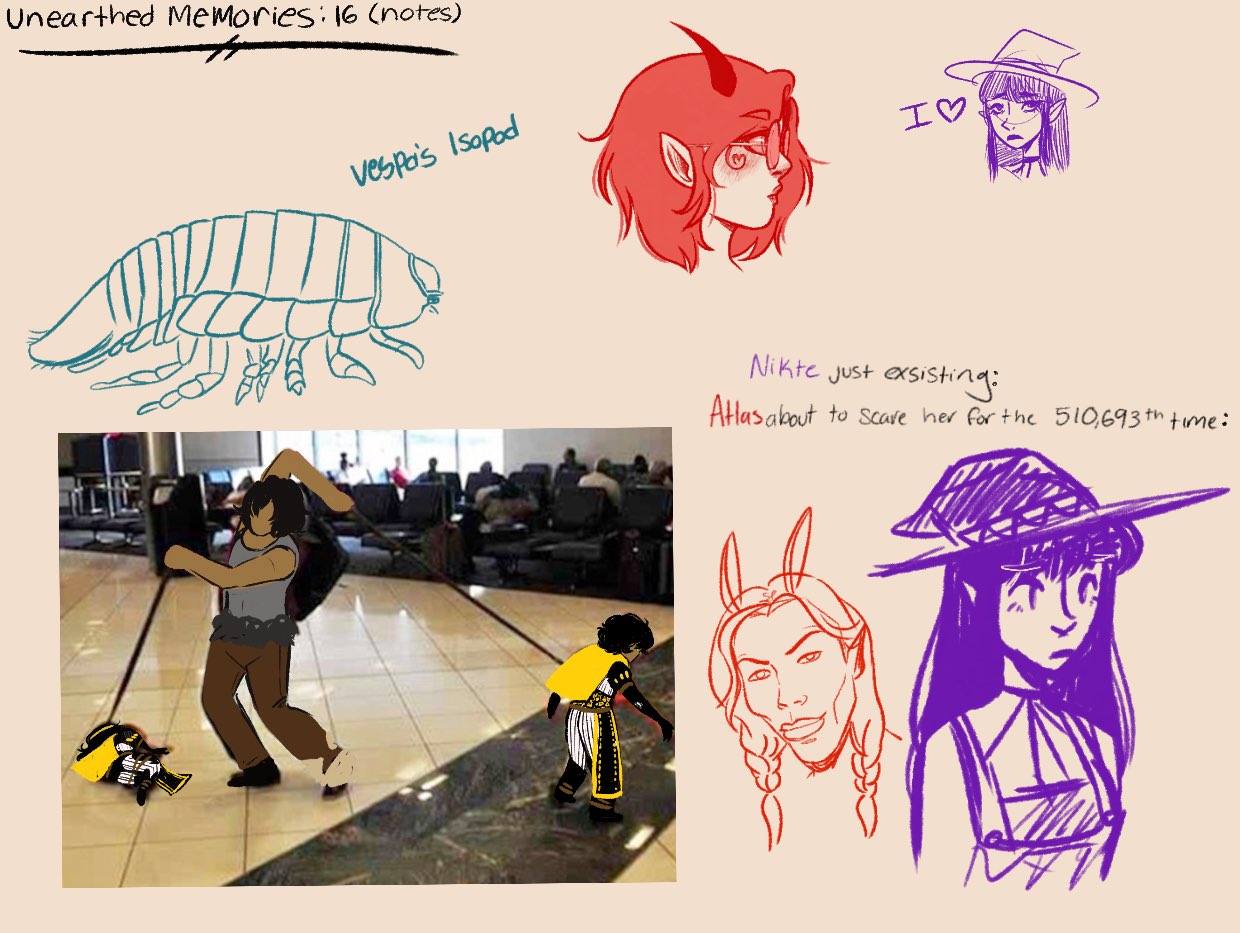 Unearthed Memories: 16 (notes)
I ♡
Vespa's Isopod
Nikte just exsisting:
Atlas about to scare her for the 510,693th time: